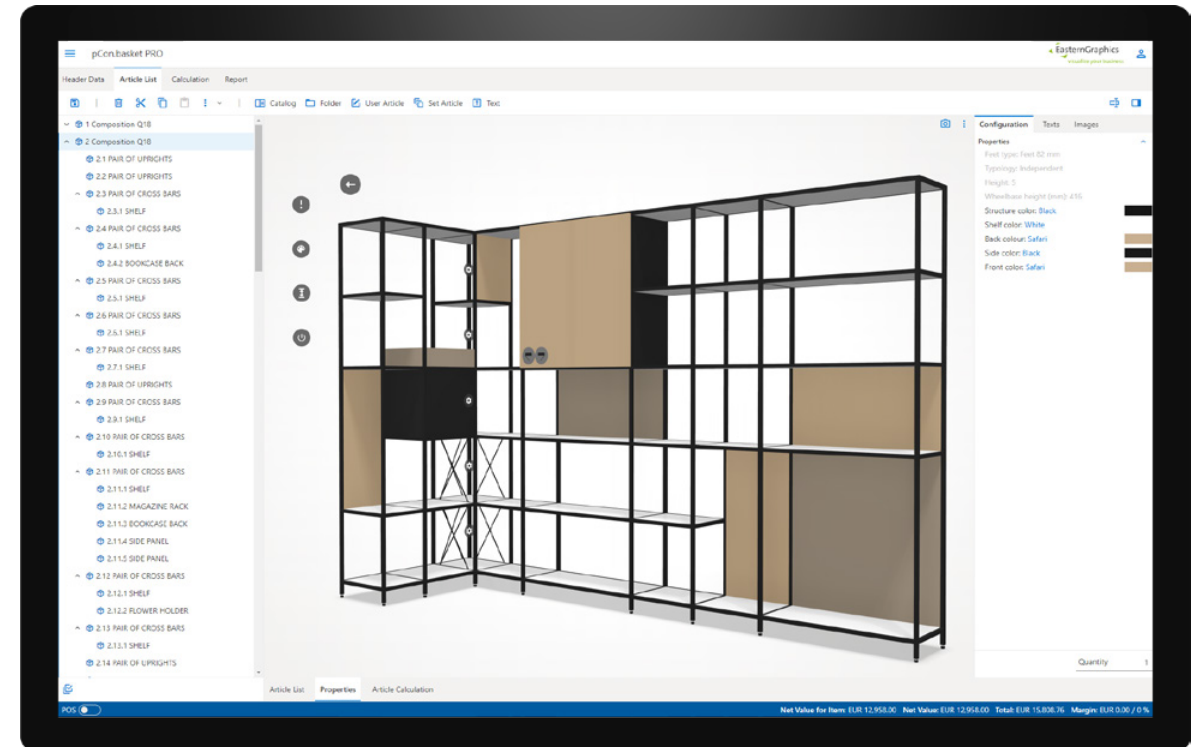 pCon.basket PRO
EasternGraphics
visualize your business
Header Data Article List Calculation Report
Catalog Folder User Article Set Article Text
1 Composition Q18
2 Composition Q18
2.1 PAIR OF UPRIGHTS
2.2 PAIR OF UPRIGHTS
2.3 PAIR OF CROSS BARS
2.3.1 SHELF
2.4 PAIR OF CROSS BARS
2.4.1 SHELF
2.4.2 BOOKCASE BACK
2.5 PAIR OF CROSS BARS
2.5.1 SHELF
2.6 PAIR OF CROSS BARS
2.6.1 SHELF
2.7 PAIR OF CROSS BARS
2.7.1 SHELF
2.8 PAIR OF UPRIGHTS
2.9 PAIR OF CROSS BARS
2.9.1 SHELF
2.10 PAIR OF CROSS BARS
2.10.1 SHELF
2.11 PAIR OF CROSS BARS
2.11.1 SHELF
2.11.2 MAGAZINE RACK
2.11.3 BOOKCASE BACK
2.11.4 SIDE PANEL
2.11.5 SIDE PANEL
2.12 PAIR OF CROSS BARS
2.12.1 SHELF
2.12.2 FLOWER HOLDER
2.13 PAIR OF CROSS BARS
2.13.1 SHELF
2.14 PAIR OF UPRIGHTS
Configuration Texts Images
Properties
Feet type: Feet 62 mm
Typology: Independent
Height: 5
Wheelbase height (mm): 416
Structure color: Black
Shelf color: White
Back colour: Safari
Side color: Black
Front color: Safari
Quantity 1
Article List Properties Article Calculation
POS
Net Value for Item: EUR 12,958.00 Net Value: EUR 12,958.00 Total: EUR 15,808.76 Margin: EUR 0.00 / 0 %